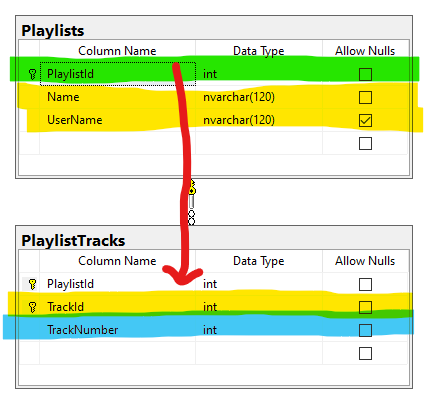 Playlists
Column Name Data Type Allow Nulls
PlaylistId int
Name nvarchar(120)
UserName nvarchar(120)
PlaylistTracks
Column Name Data Type Allow Nulls
PlaylistId int
TrackId int
TrackNumber int